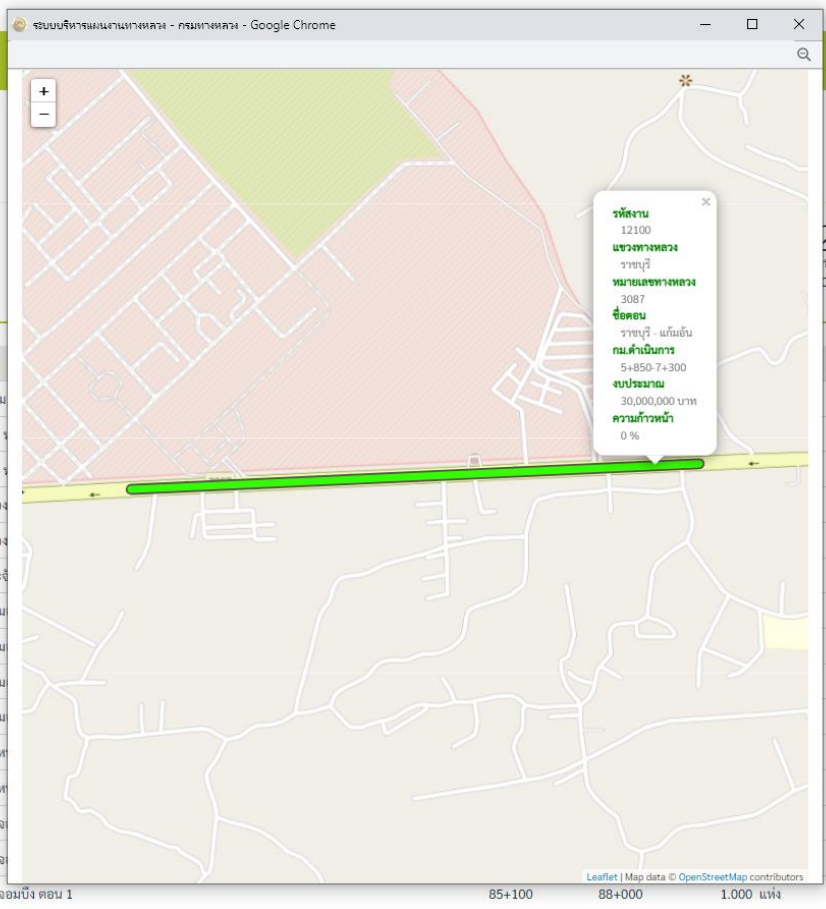 ระบบบริหารแผนงานทางหลวง - กรมทางหลวง - Google Chrome
+
−
รหัสงาน
12100
แขวงทางหลวง
ราชบุรี
หมายเลขทางหลวง
3087
ชื่อตอน
ราชบุรี - แก้มอ้น
กม.ดำเนินการ
5+850-7+300
งบประมาณ
30,000,000 บาท
ความก้าวหน้า
0 %
Leaflet | Map data © OpenStreetMap contributors
จอมบึง ตอน 1 85+100 88+000 1.000 แห่ง